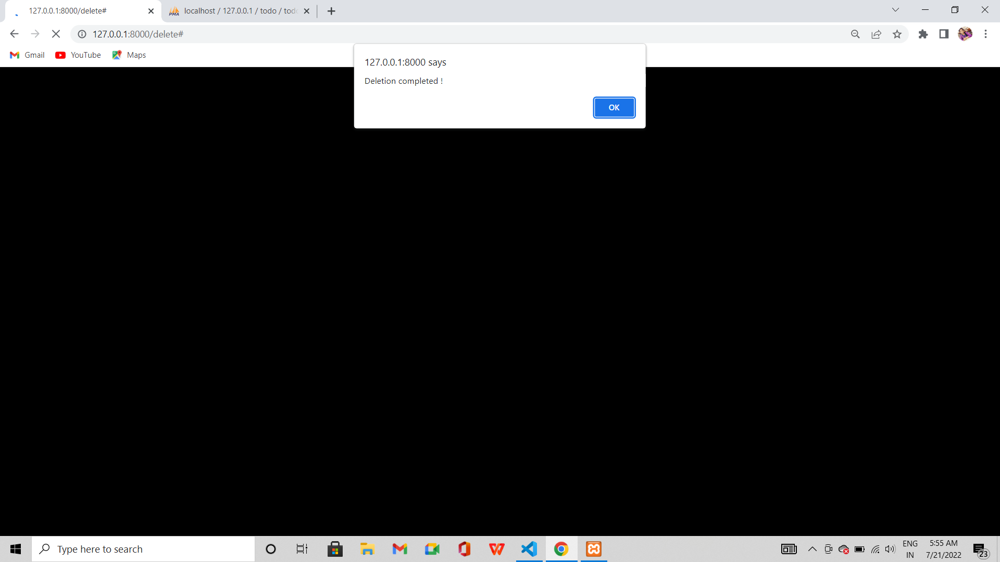 127.0.0.1:8000/delete#
localhost / 127.0.0.1 / todo / tod
127.0.0.1:8000/delete#
Gmail
YouTube
Maps
127.0.0.1:8000 says
Deletion completed !
OK
Type here to search
ENG
IN
5:55 AM
7/21/2022
23
PMA